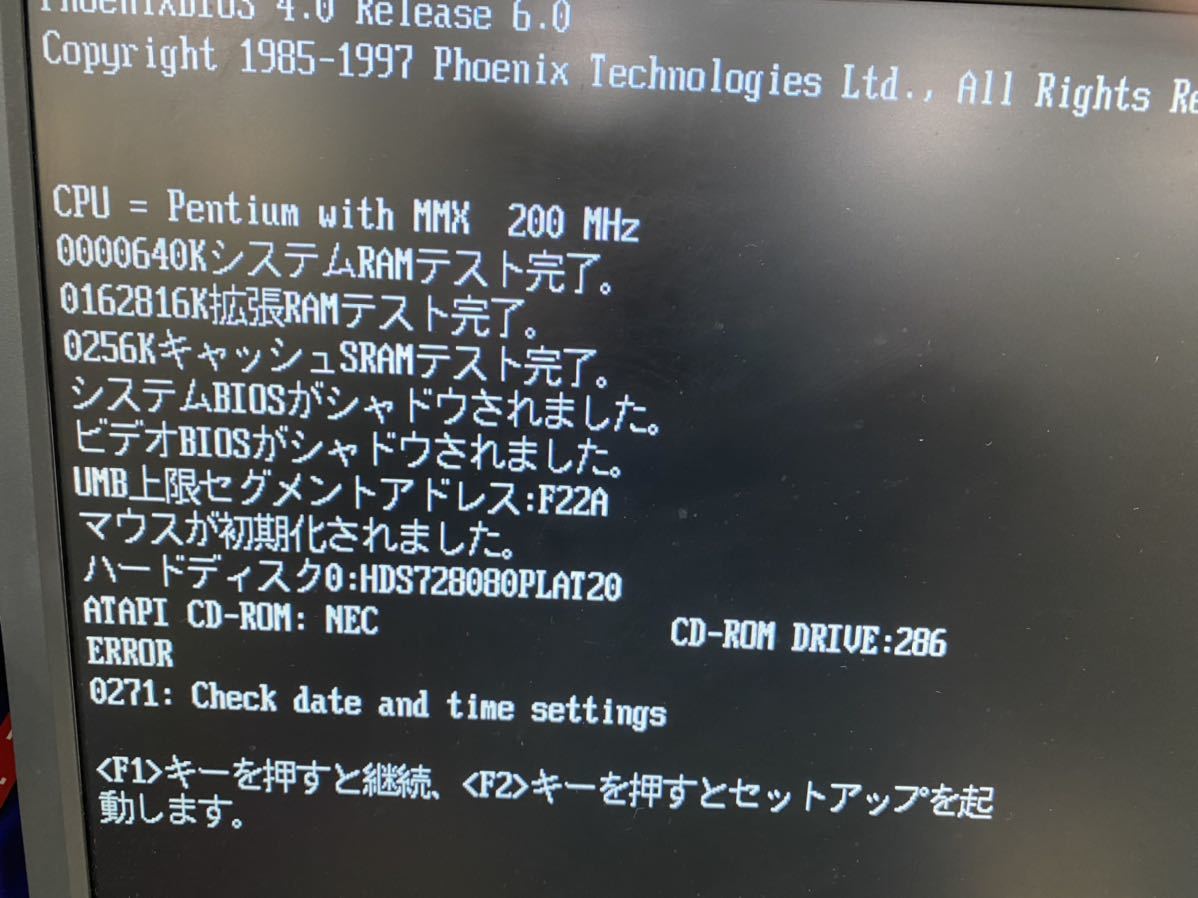 PhoenixBIOS 4.0 Release 6.0
Copyright 1985-1997 Phoenix Technologies Ltd., All Rights Re
CPU = Pentium with MMX  200 MHz
0000640KシステムRAMテスト完了。
0162816K拡張RAMテスト完了。
0256KキャッシュSRAMテスト完了。
システムBIOSがシャドウされました。
ビデオBIOSがシャドウされました。
UMB上限セグメントアドレス:F22A
マウスが初期化されました。
ハードディスク0:HDS728080PLAT20
ATAPI CD-ROM: NEC                 CD-ROM DRIVE:286
ERROR
0271: Check date and time settings
<F1>キーを押すと継続、<F2>キーを押すとセットアップを起
動します。